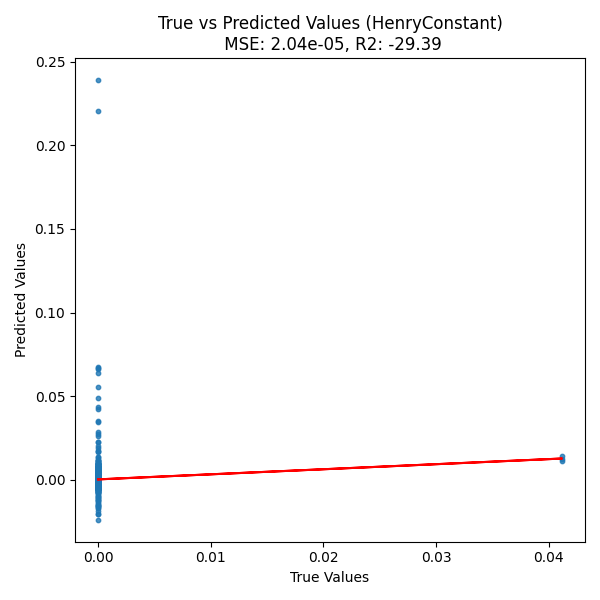 True vs Predicted Values (HenryConstant)
MSE: 2.04e-05, R2: -29.39
0.25
0.20
0.15
0.10
0.05
0.00
Predicted Values
0.00 0.01 0.02 0.03 0.04
True Values